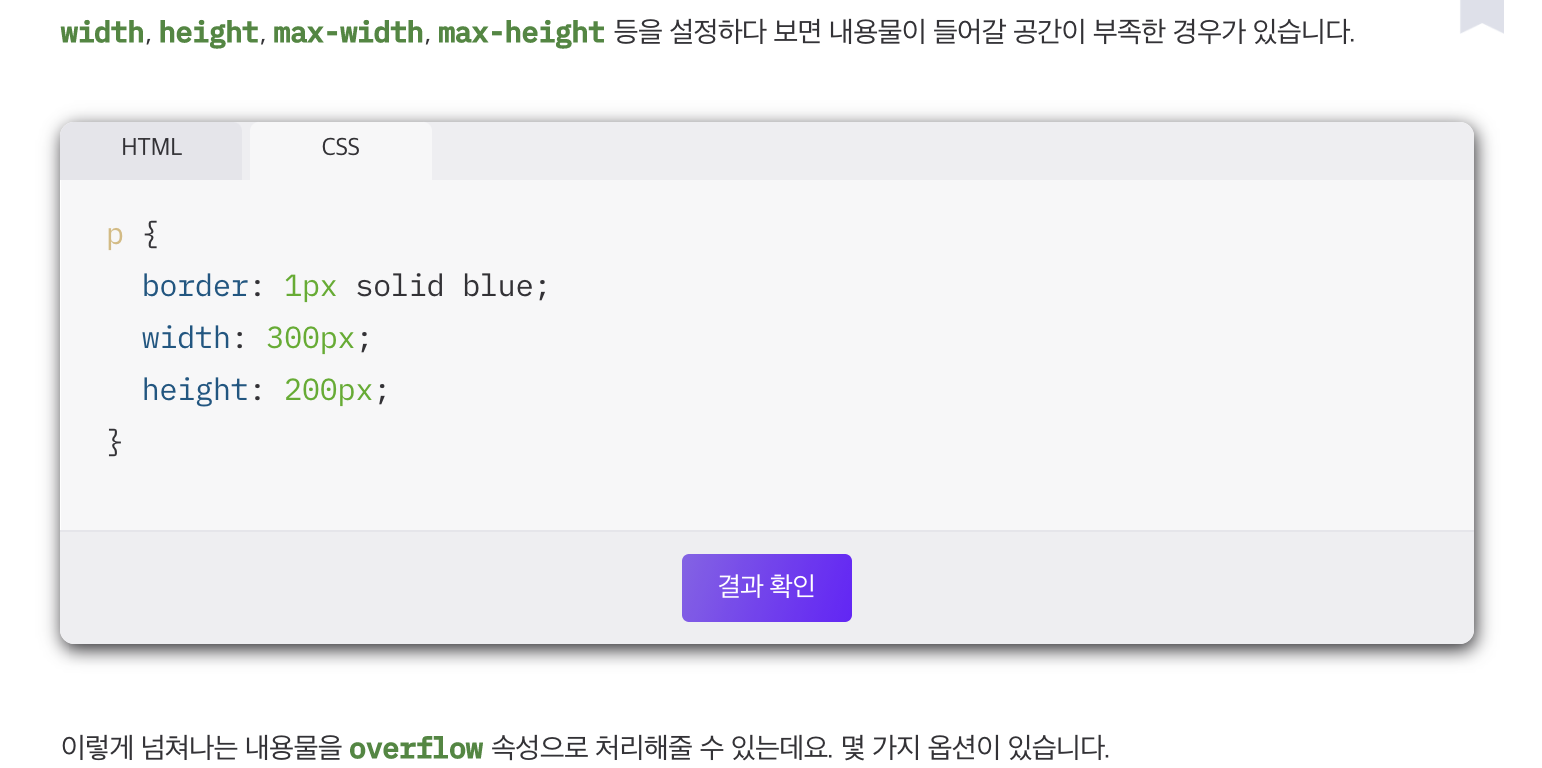 width, height, max-width, max-height 등을 설정하다 보면 내용물이 들어갈 공간이 부족한 경우가 있습니다.
HTML CSS
p {
border: 1px solid blue;
width: 300px;
height: 200px;
}
결과 확인
이렇게 넘쳐나는 내용물을 overflow 속성으로 처리해줄 수 있는데요. 몇 가지 옵션이 있습니다.